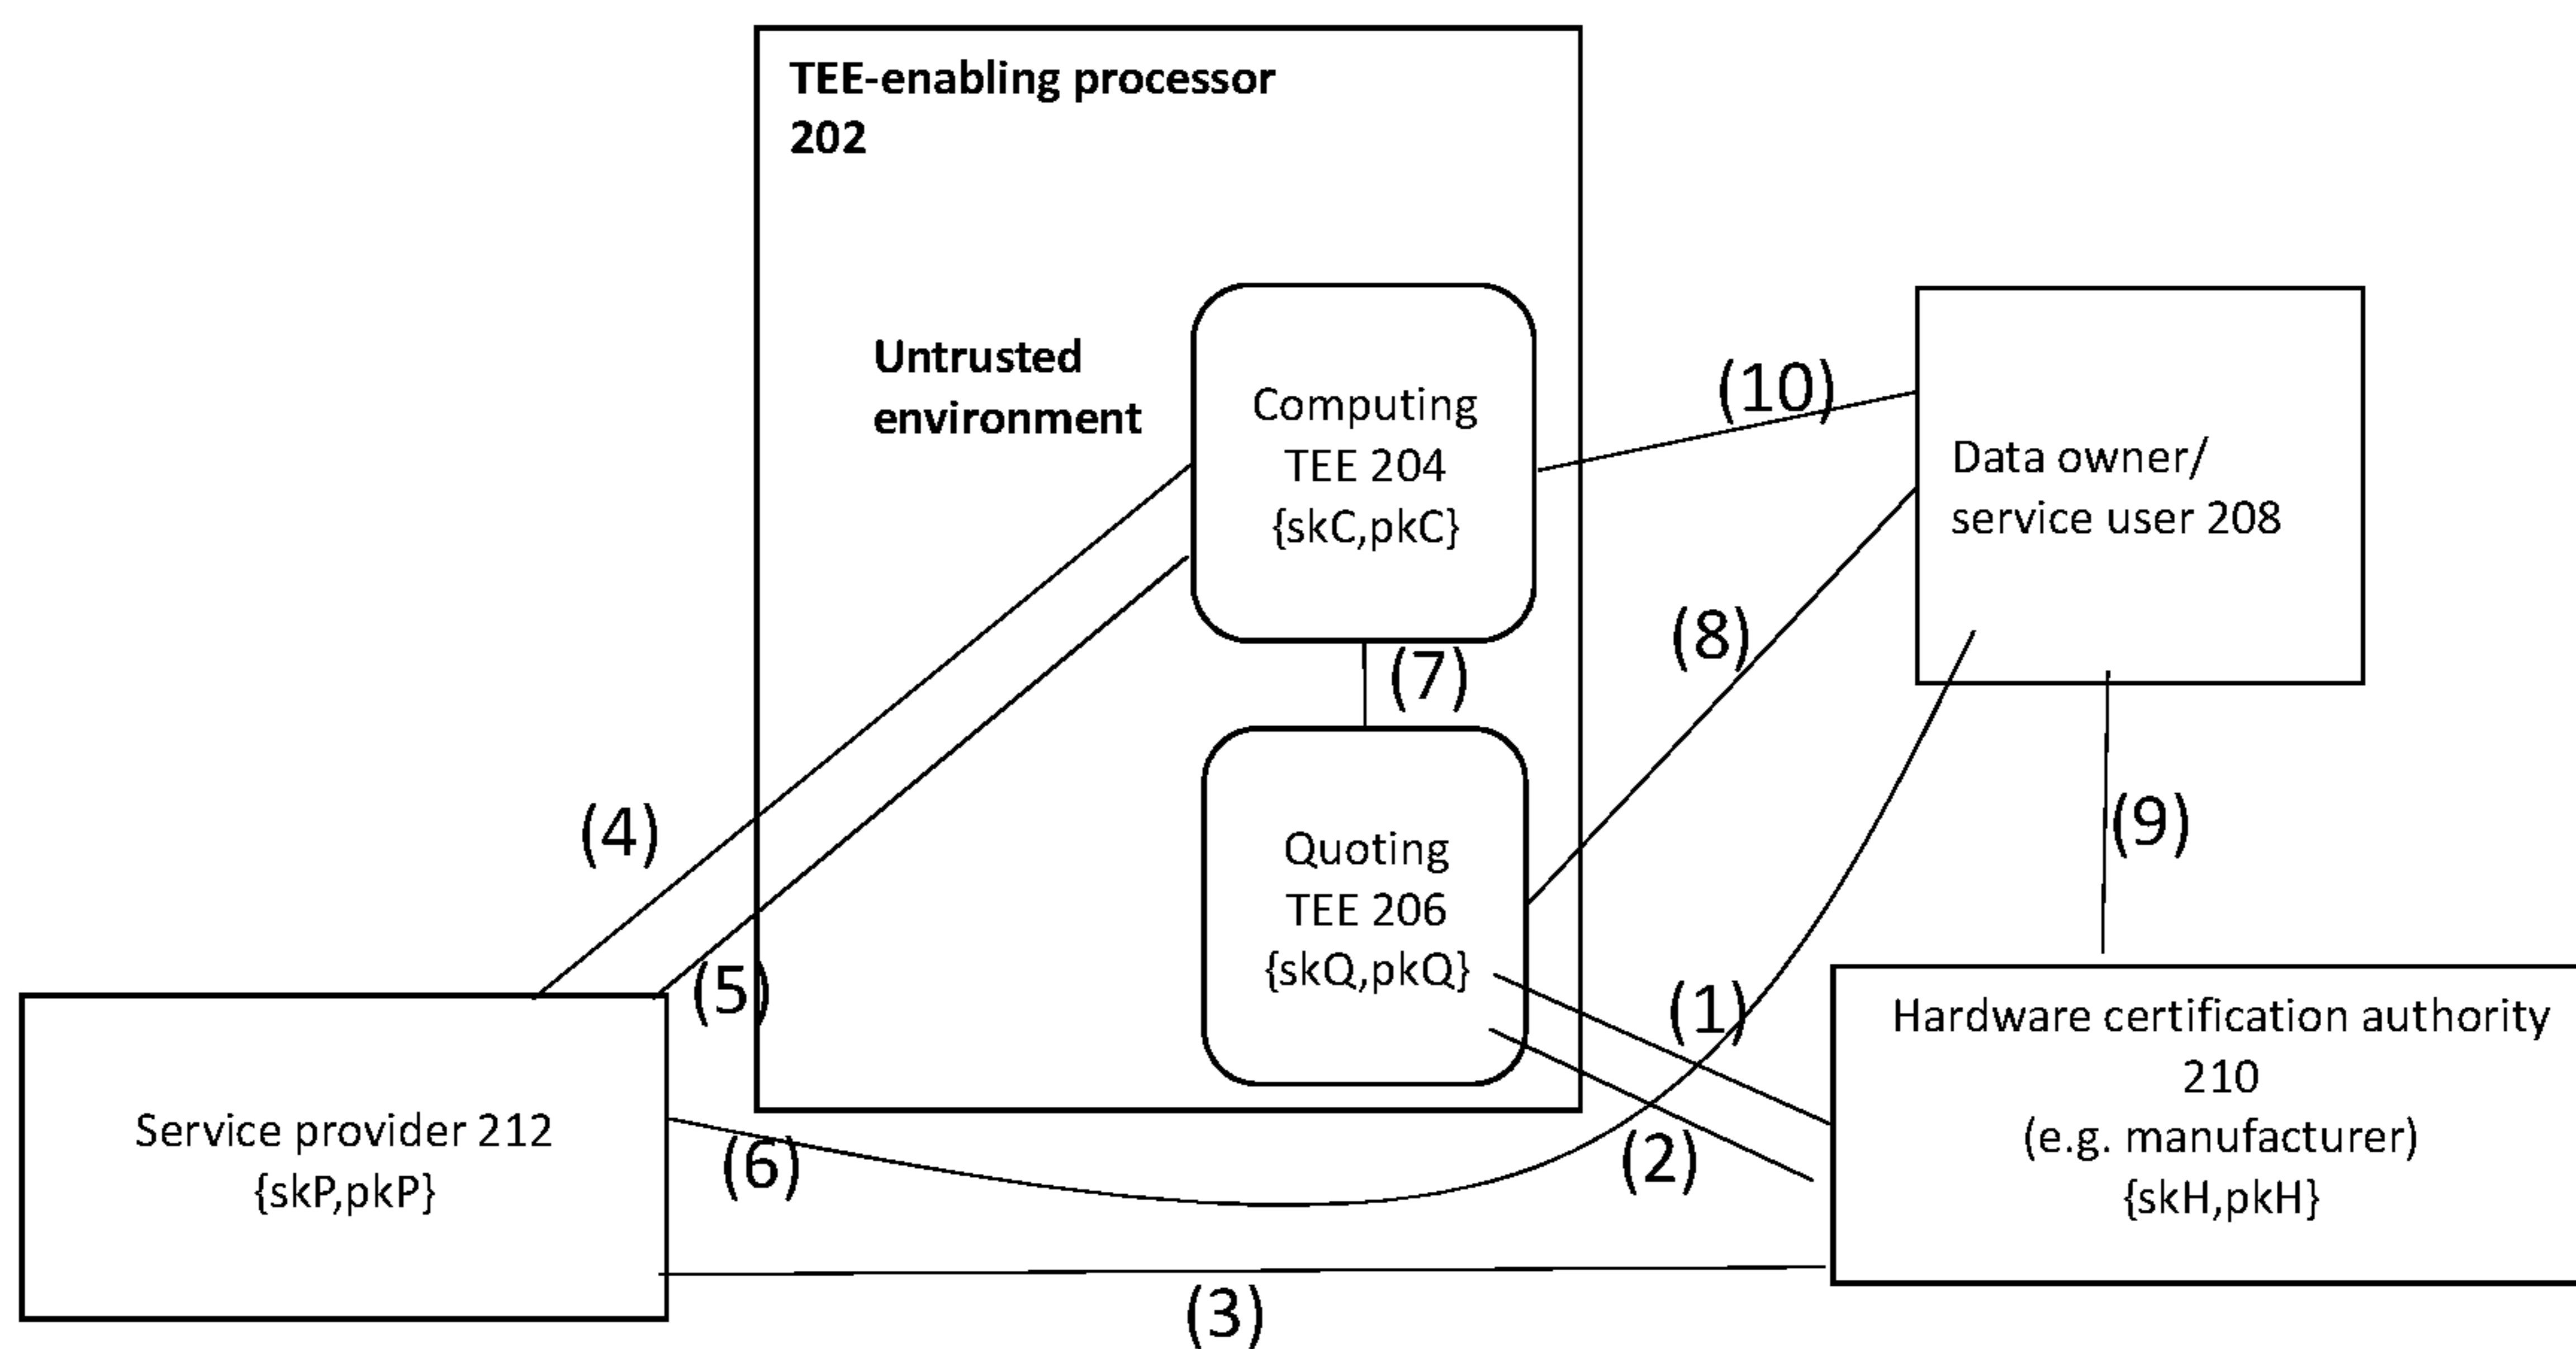 TEE-enabling processor
202
Untrusted
environment
Computing
TEE 204
{skC,pkC}
(10)
Data owner/
service user 208
(7)
(8)
(4)
(9)
Quoting
TEE 206
{skQ,pkQ}
(5)
(1)
(2)
(6)
Service provider 212
{skP,pkP}
Hardware certification authority
210
(e.g. manufacturer)
{skH,pkH}
(3)